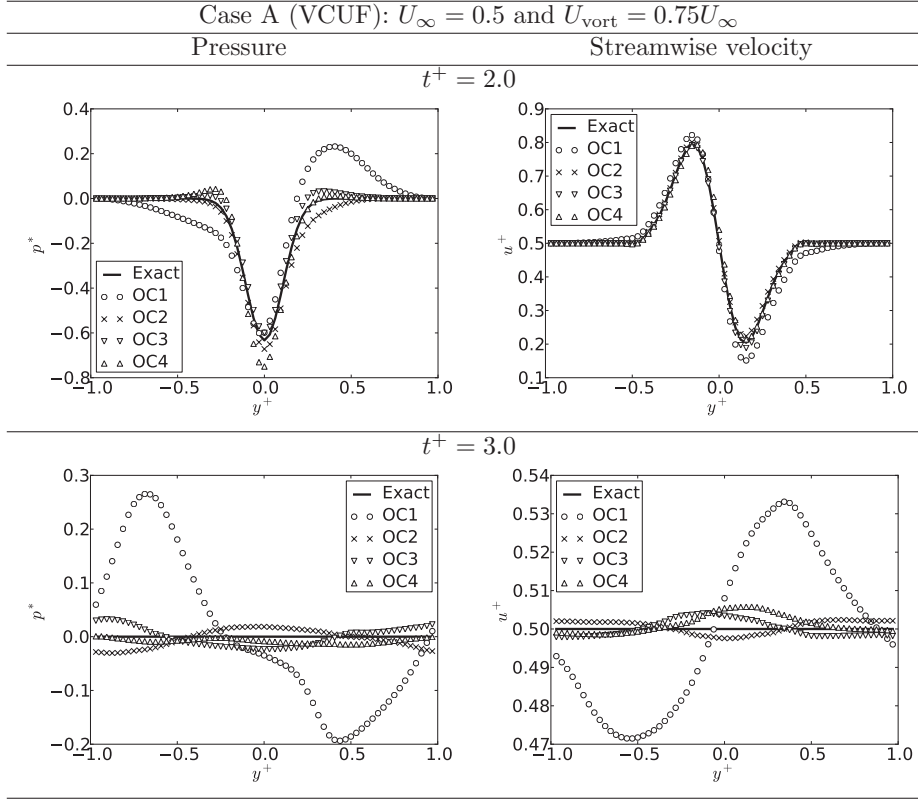 Case A (VCUF): U∞ = 0.5 and Uvort = 0.75U∞
Pressure Streamwise velocity
t+ = 2.0
0.4
0.2
0.0
−0.2
−0.4
−0.6
−0.8
p*
−1.0 −0.5 0.0 0.5 1.0
y+
Exact
OC1
OC2
OC3
OC4
0.9
0.8
0.7
0.6
0.5
0.4
0.3
0.2
0.1
u+
−1.0 −0.5 0.0 0.5 1.0
y+
Exact
OC1
OC2
OC3
OC4
t+ = 3.0
0.3
0.2
0.1
0.0
−0.1
−0.2
p*
−1.0 −0.5 0.0 0.5 1.0
y+
Exact
OC1
OC2
OC3
OC4
0.54
0.53
0.52
0.51
0.50
0.49
0.48
0.47
u+
−1.0 −0.5 0.0 0.5 1.0
y+
Exact
OC1
OC2
OC3
OC4